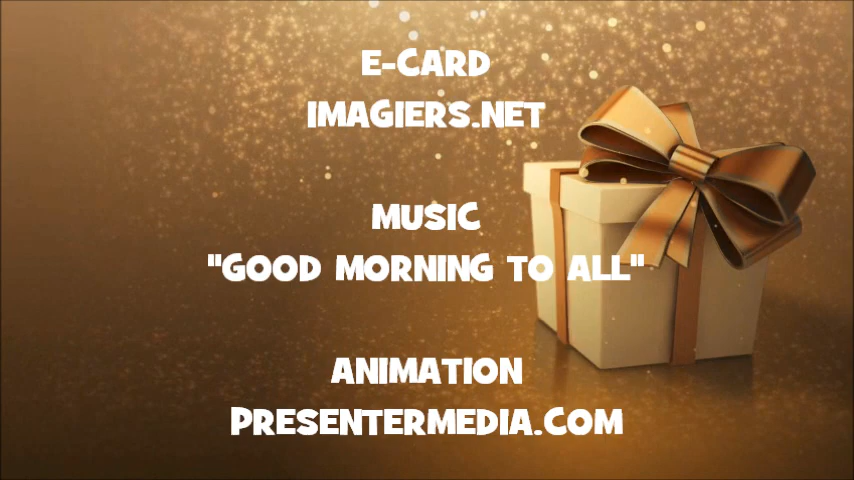 E-CARD
IMAGIERS.NET
MUSIC
"GOOD MORNING TO ALL"
ANIMATION
PRESENTERMEDIA.COM